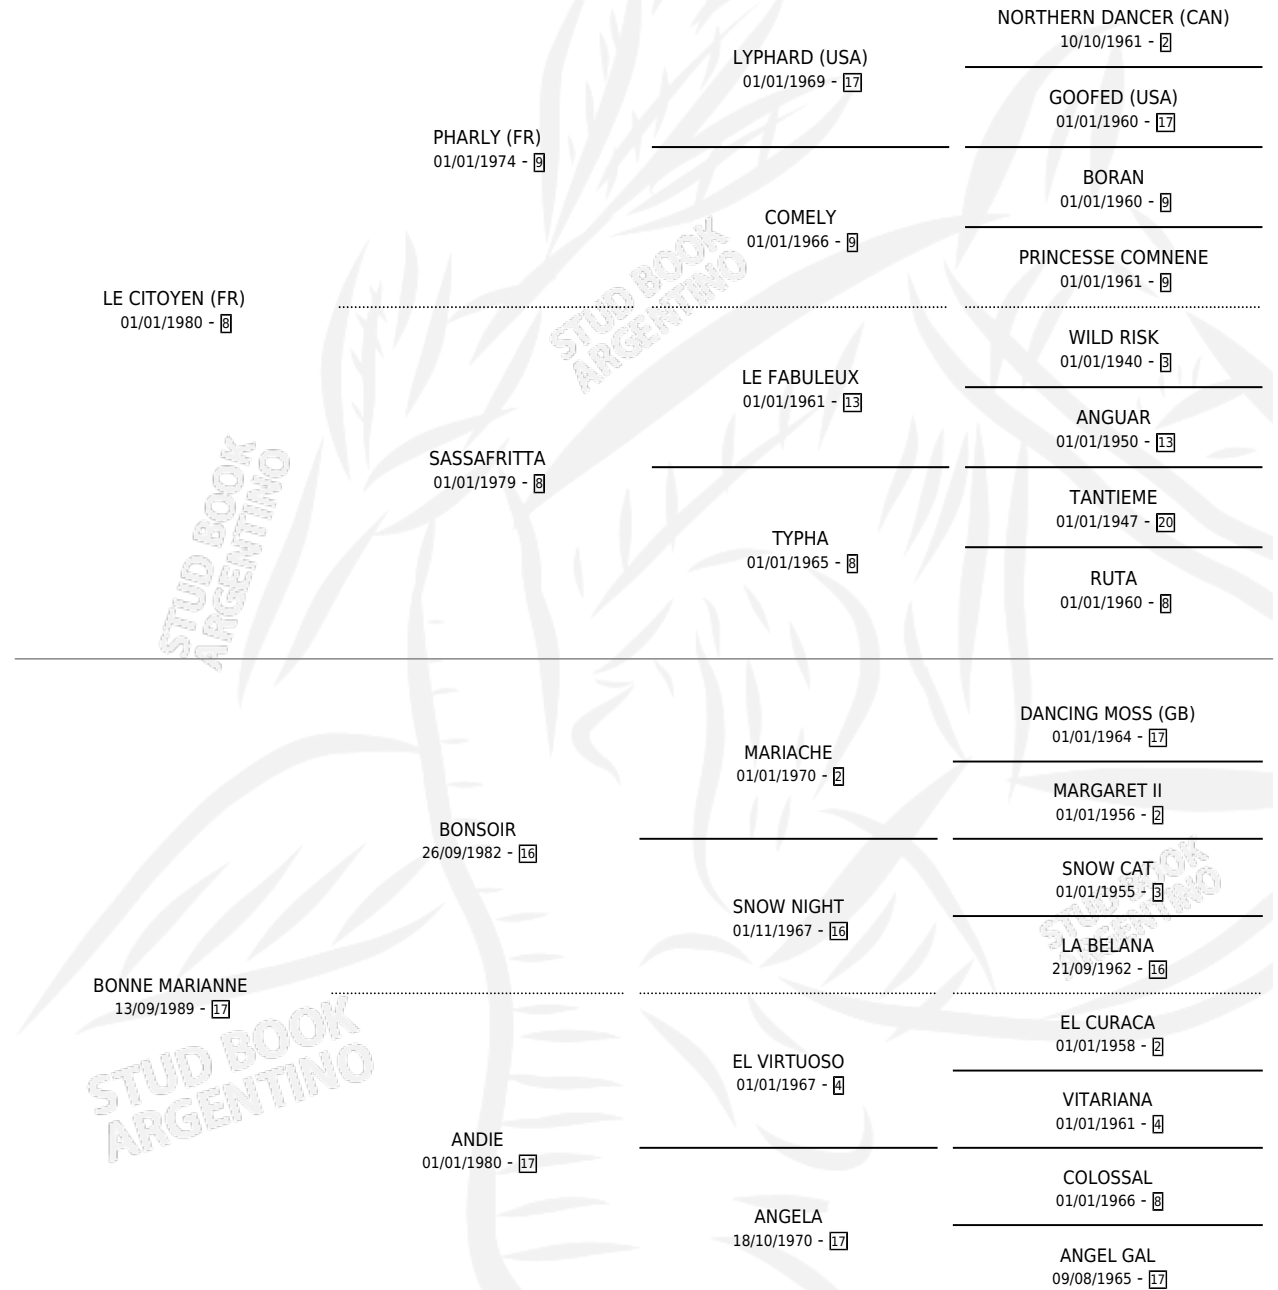 NORTHERN DANCER (CAN)
10/10/1961 - 2
LYPHARD (USA)
01/01/1969 - 17
GOOFED (USA)
01/01/1960 - 17
PHARLY (FR)
01/01/1974 - 9
BORAN
01/01/1960 - 9
COMELY
01/01/1966 - 9
PRINCESSE COMNENE
01/01/1961 - 9
LE CITOYEN (FR)
01/01/1980 - 8
WILD RISK
01/01/1940 - 3
LE FABULEUX
01/01/1961 - 13
ANGUAR
01/01/1950 - 13
SASSAFRITTA
01/01/1979 - 8
TANTIEME
01/01/1947 - 20
TYPHA
01/01/1965 - 8
RUTA
01/01/1960 - 8
STUD BOOK
ARGENTINO
STUD BOOK
ARGENTINO
DANCING MOSS (GB)
01/01/1964 - 17
MARIACHE
01/01/1970 - 2
MARGARET II
01/01/1956 - 2
BONSOIR
26/09/1982 - 16
SNOW CAT
01/01/1955 - 3
SNOW NIGHT
01/11/1967 - 16
LA BELANA
21/09/1962 - 16
BONNE MARIANNE
13/09/1989 - 17
EL CURACA
01/01/1958 - 2
EL VIRTUOSO
01/01/1967 - 4
VITARIANA
01/01/1961 - 4
ANDIE
01/01/1980 - 17
COLOSSAL
01/01/1966 - 8
ANGELA
18/10/1970 - 17
ANGEL GAL
09/08/1965 - 17
STUD BOOK
ARGENTINO
STUD BOOK
ARGENTINO